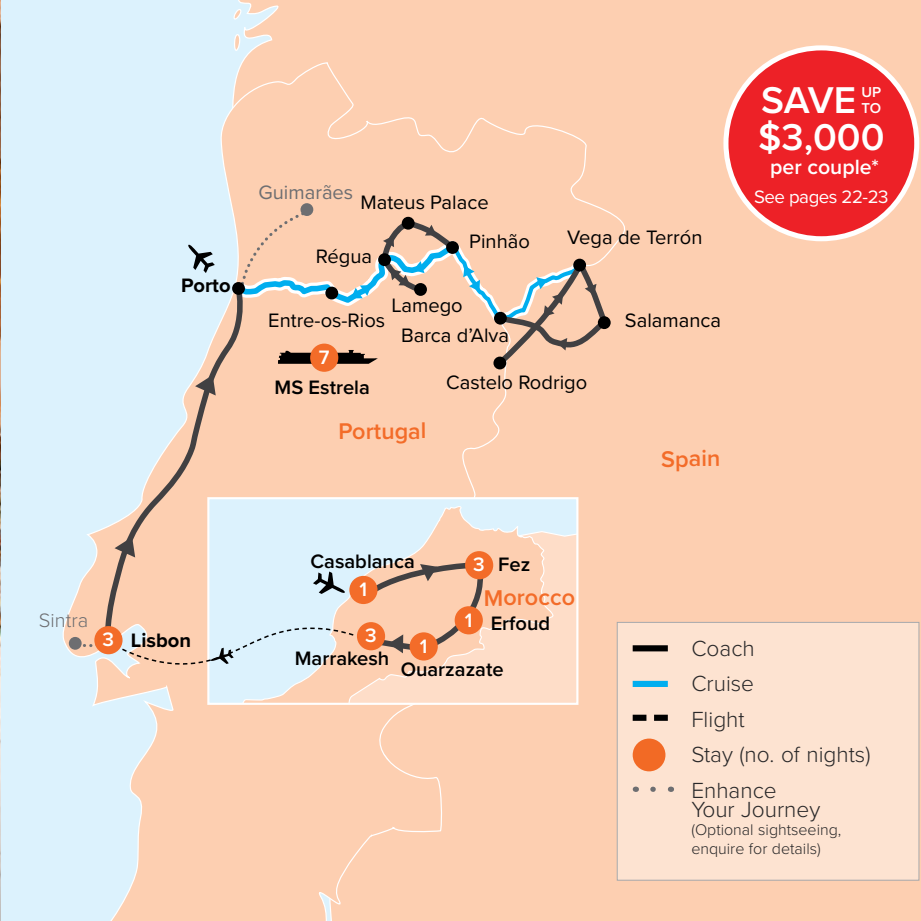 SAVE UP TO
$3,000
per couple*
See pages 22-23
Guimarães
Mateus Palace
Pinhão
Vega de Terrón
Régua
Porto
Lamego
Entre-os-Rios
Barca d’Alva
Salamanca
7
MS Estrela
Castelo Rodrigo
Portugal
Spain
Casablanca
1
3 Fez
Morocco
1 Erfoud
Sintra
3 Lisbon
3
Marrakesh
1
Ouarzazate
Coach
Cruise
Flight
Stay (no. of nights)
Enhance
Your Journey
(Optional sightseeing,
enquire for details)